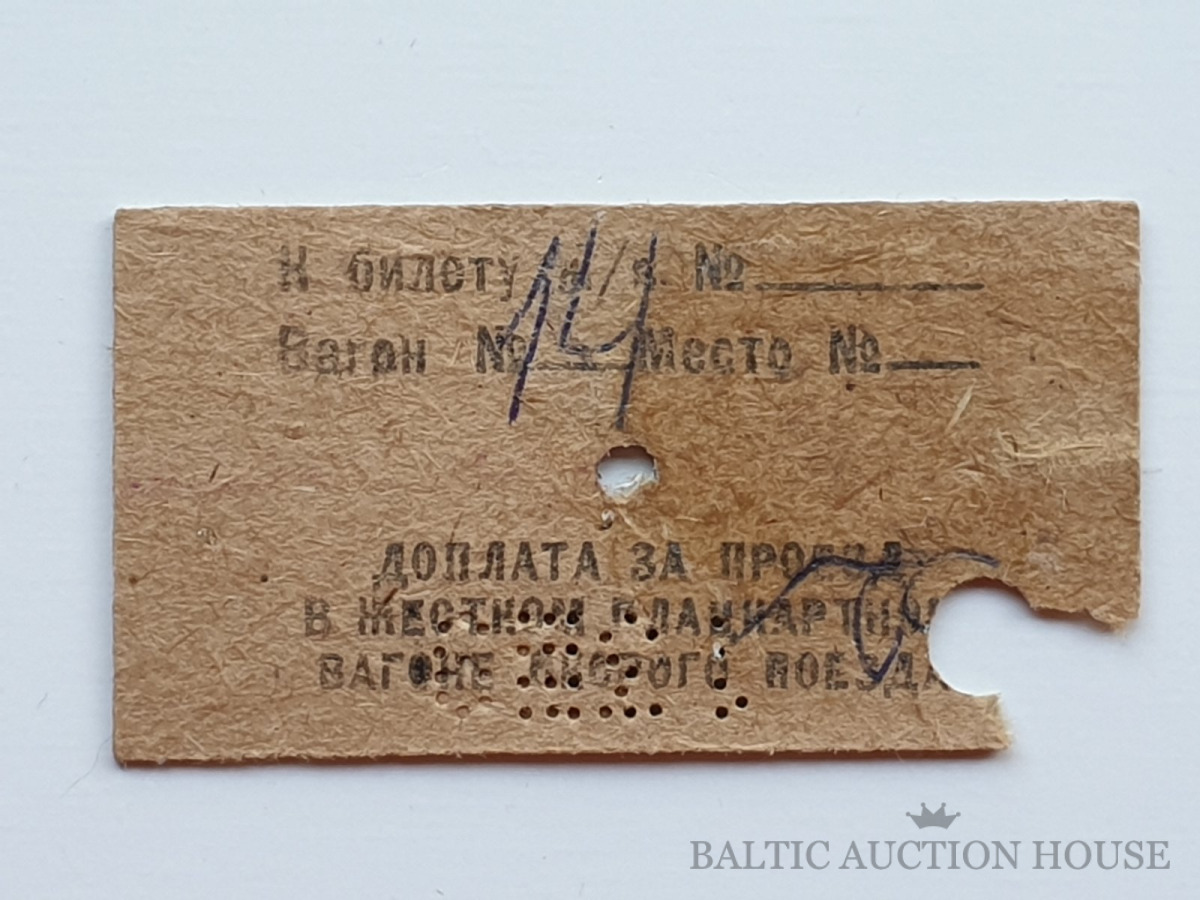 К билету д/с. №
14
Вагон № Место №
ДОПЛАТА ЗА ПРОЕЗД
В ЖЕСТКОМ ПЛАЦКАРТНОМ
ВАГОНЕ СКОРОГО ПОЕЗДА
BALTIC AUCTION HOUSE